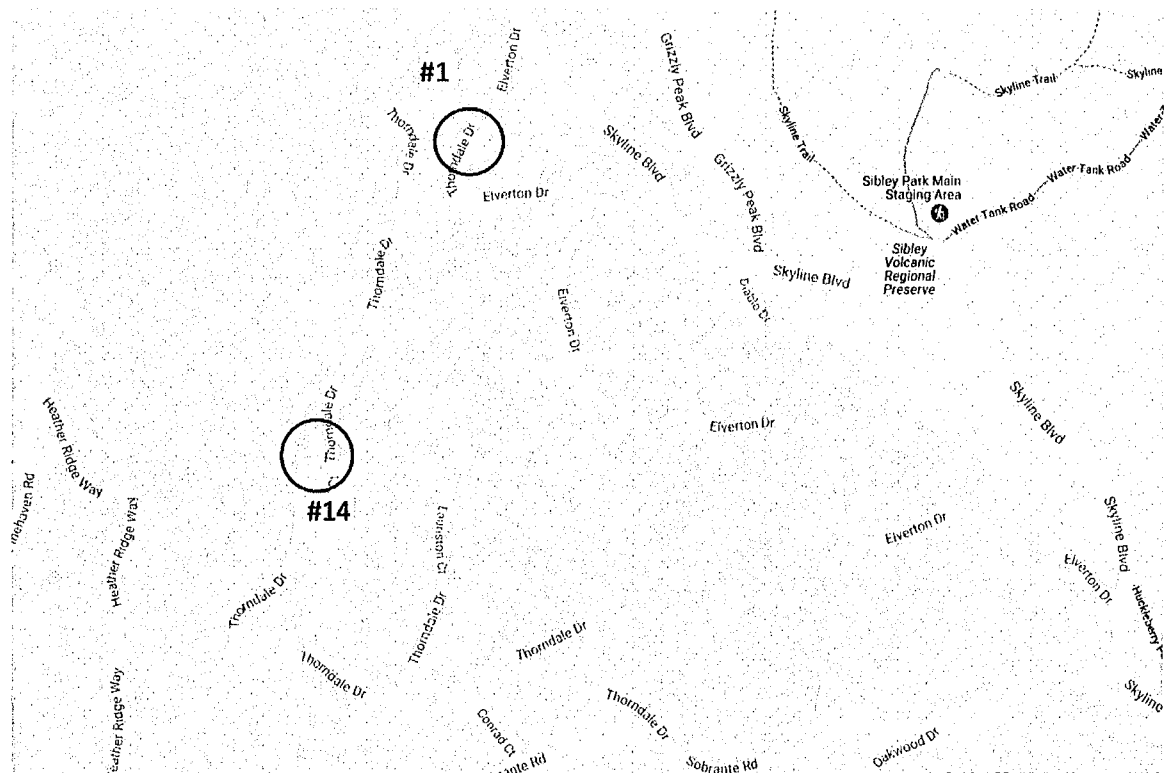 Elverton Dr
#1
Grizzly Peak Blvd
Skyline Trail
Skyline
Thorndale Dr
Thorndale Dr
Skyline Blvd
Skyline Trail
Water Tank Road
Elverton Dr
Grizzly Peak Blvd
Sibley Park Main
Staging Area
Water Tank Road
Thorndale Dr
Sibley
Volcanic
Regional
Preserve
Skyline Blvd
Diablo Dr
Elverton Dr
Thorndale Dr
Heather Ridge Way
Elverton Dr
Skyline Blvd
#14
Heather Ridge Way
Elverton Dr
Skyline Blvd
Elverton Dr
Thorndale Dr
Thorndale Dr
Thorndale Dr
Thorndale Dr
Skyline
Thorndale Dr
Conrad Ct
Sobrante Rd
Oakwood Dr